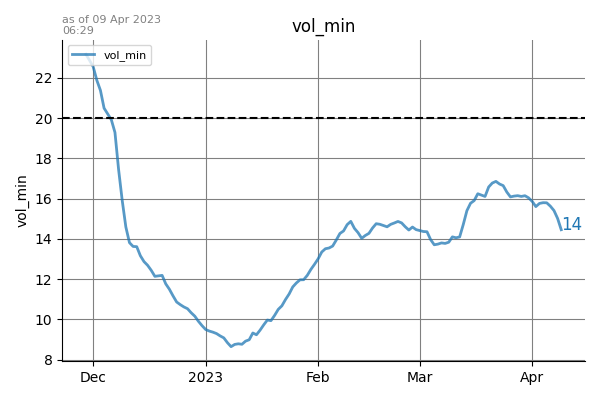 as of 09 Apr 2023
06:29
vol_min
vol_min
22
20
18
16
14
12
10
8
vol_min
14
Dec
2023
Feb
Mar
Apr